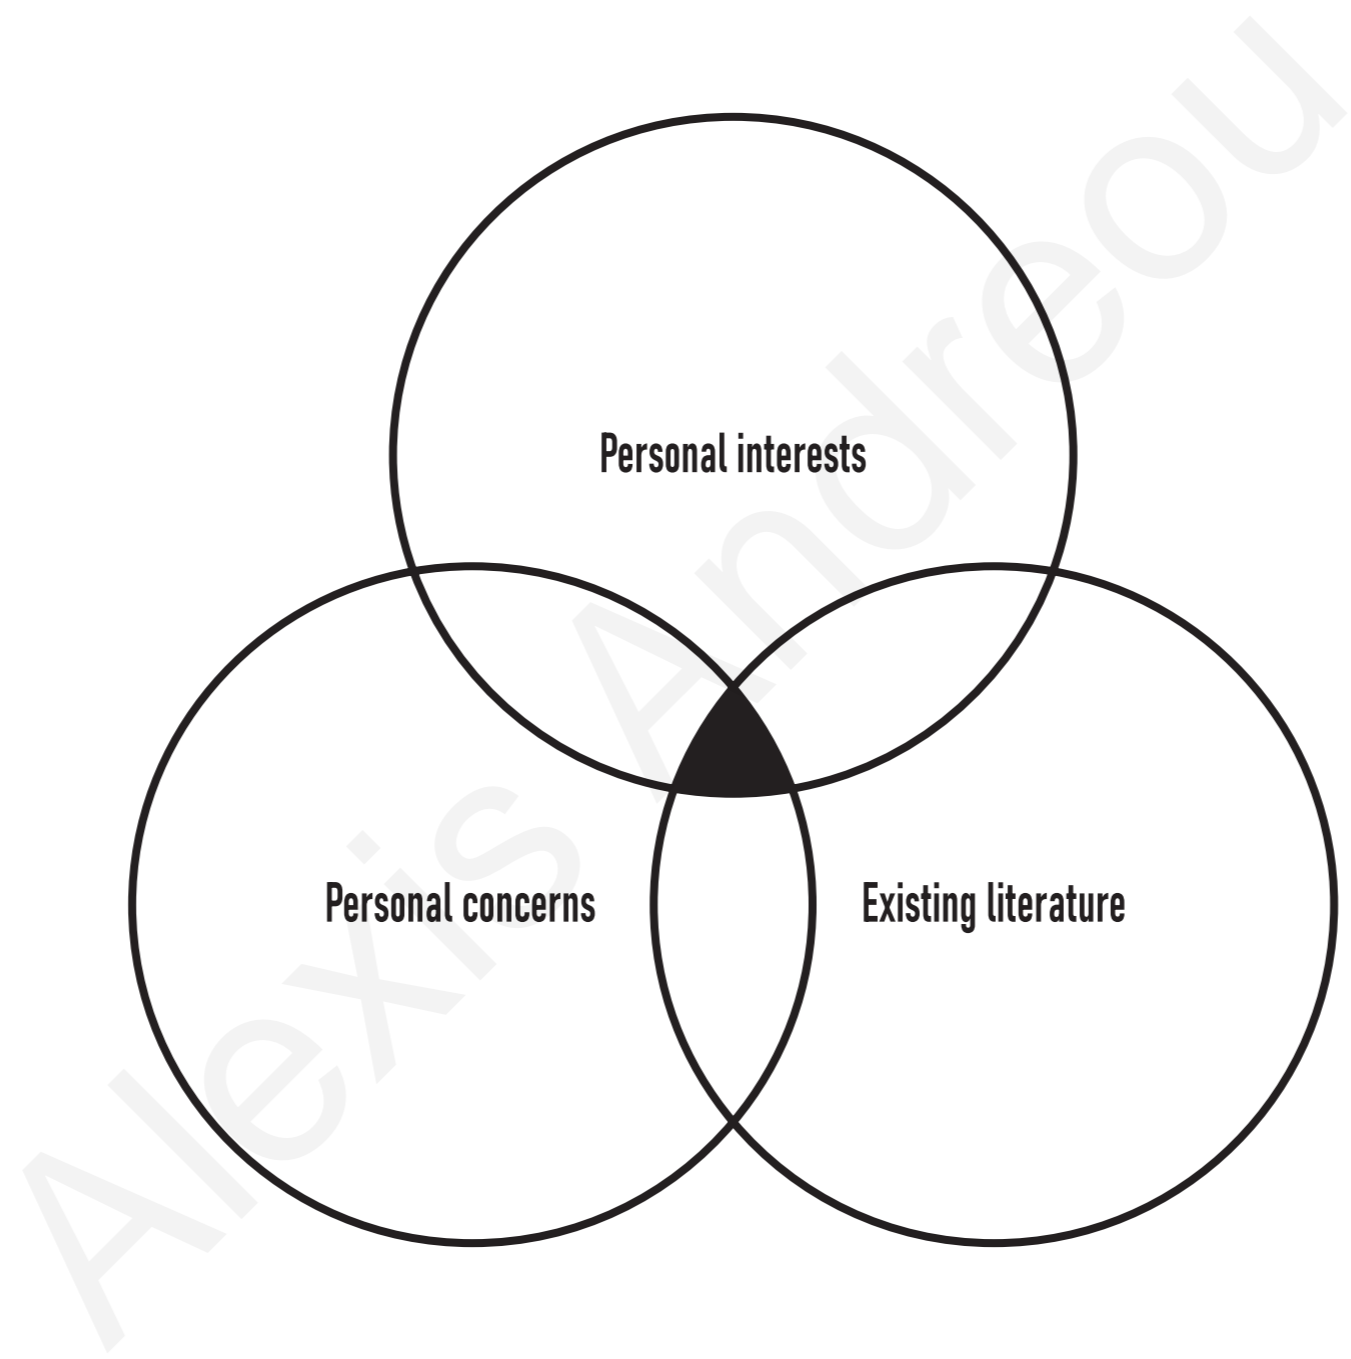 Personal interests
Personal concerns
Existing literature
Alexis Andreou